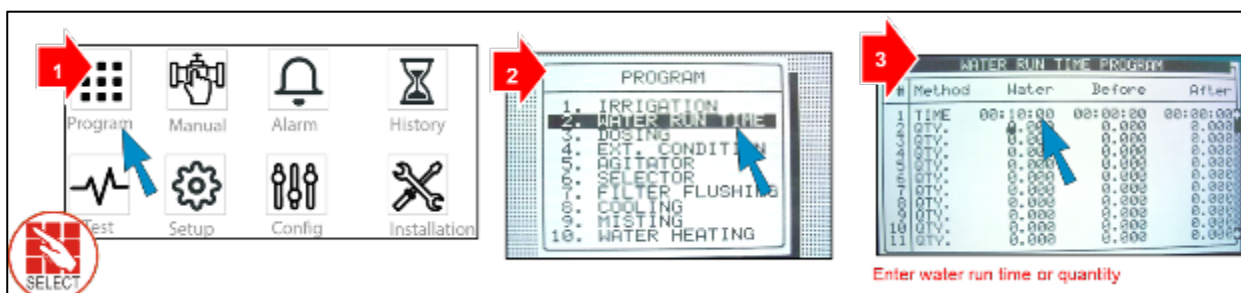 1
Program
Manual
Alarm
History
Test
Setup
Config
Installation
SELECT
2
PROGRAM
1. IRRIGATION
2. WATER RUN TIME
3. DOSING
4. EXT. CONDITION
5. AGITATOR
6. SELECTOR
7. FILTER FLUSHING
8. COOLING
9. MISTING
10. WATER HEATING
3
WATER RUN TIME PROGRAM
# Method Water Before After
1 TIME 00:10:00 00:00:00 00:00:00
2 QTY. 0.000 0.000 0.000
3 QTY. 0.000 0.000 0.000
4 QTY. 0.000 0.000 0.000
5 QTY. 0.000 0.000 0.000
6 QTY. 0.000 0.000 0.000
7 QTY. 0.000 0.000 0.000
8 QTY. 0.000 0.000 0.000
9 QTY. 0.000 0.000 0.000
10 QTY. 0.000 0.000 0.000
11 QTY. 0.000 0.000 0.000
Enter water run time or quantity